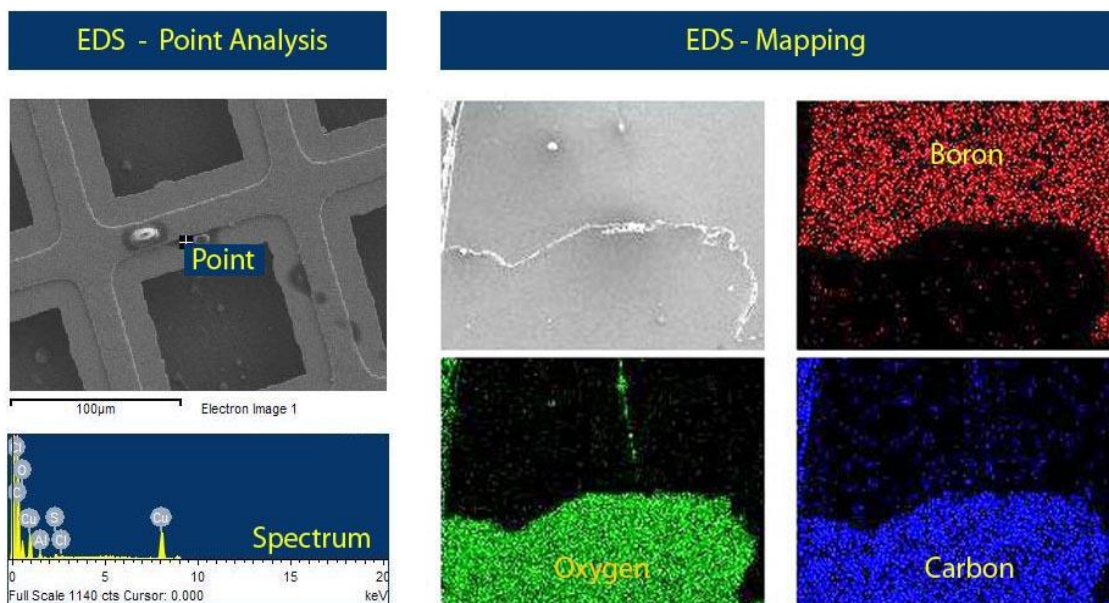 EDS - Point Analysis
EDS - Mapping
Point
100µm
Electron Image 1
Boron
Oxygen
Carbon
Cl
O
C
Cu
S
Cu
Al
Cl
Spectrum
0 5 10 15 20
Full Scale 1140 cts Cursor: 0.000
keV